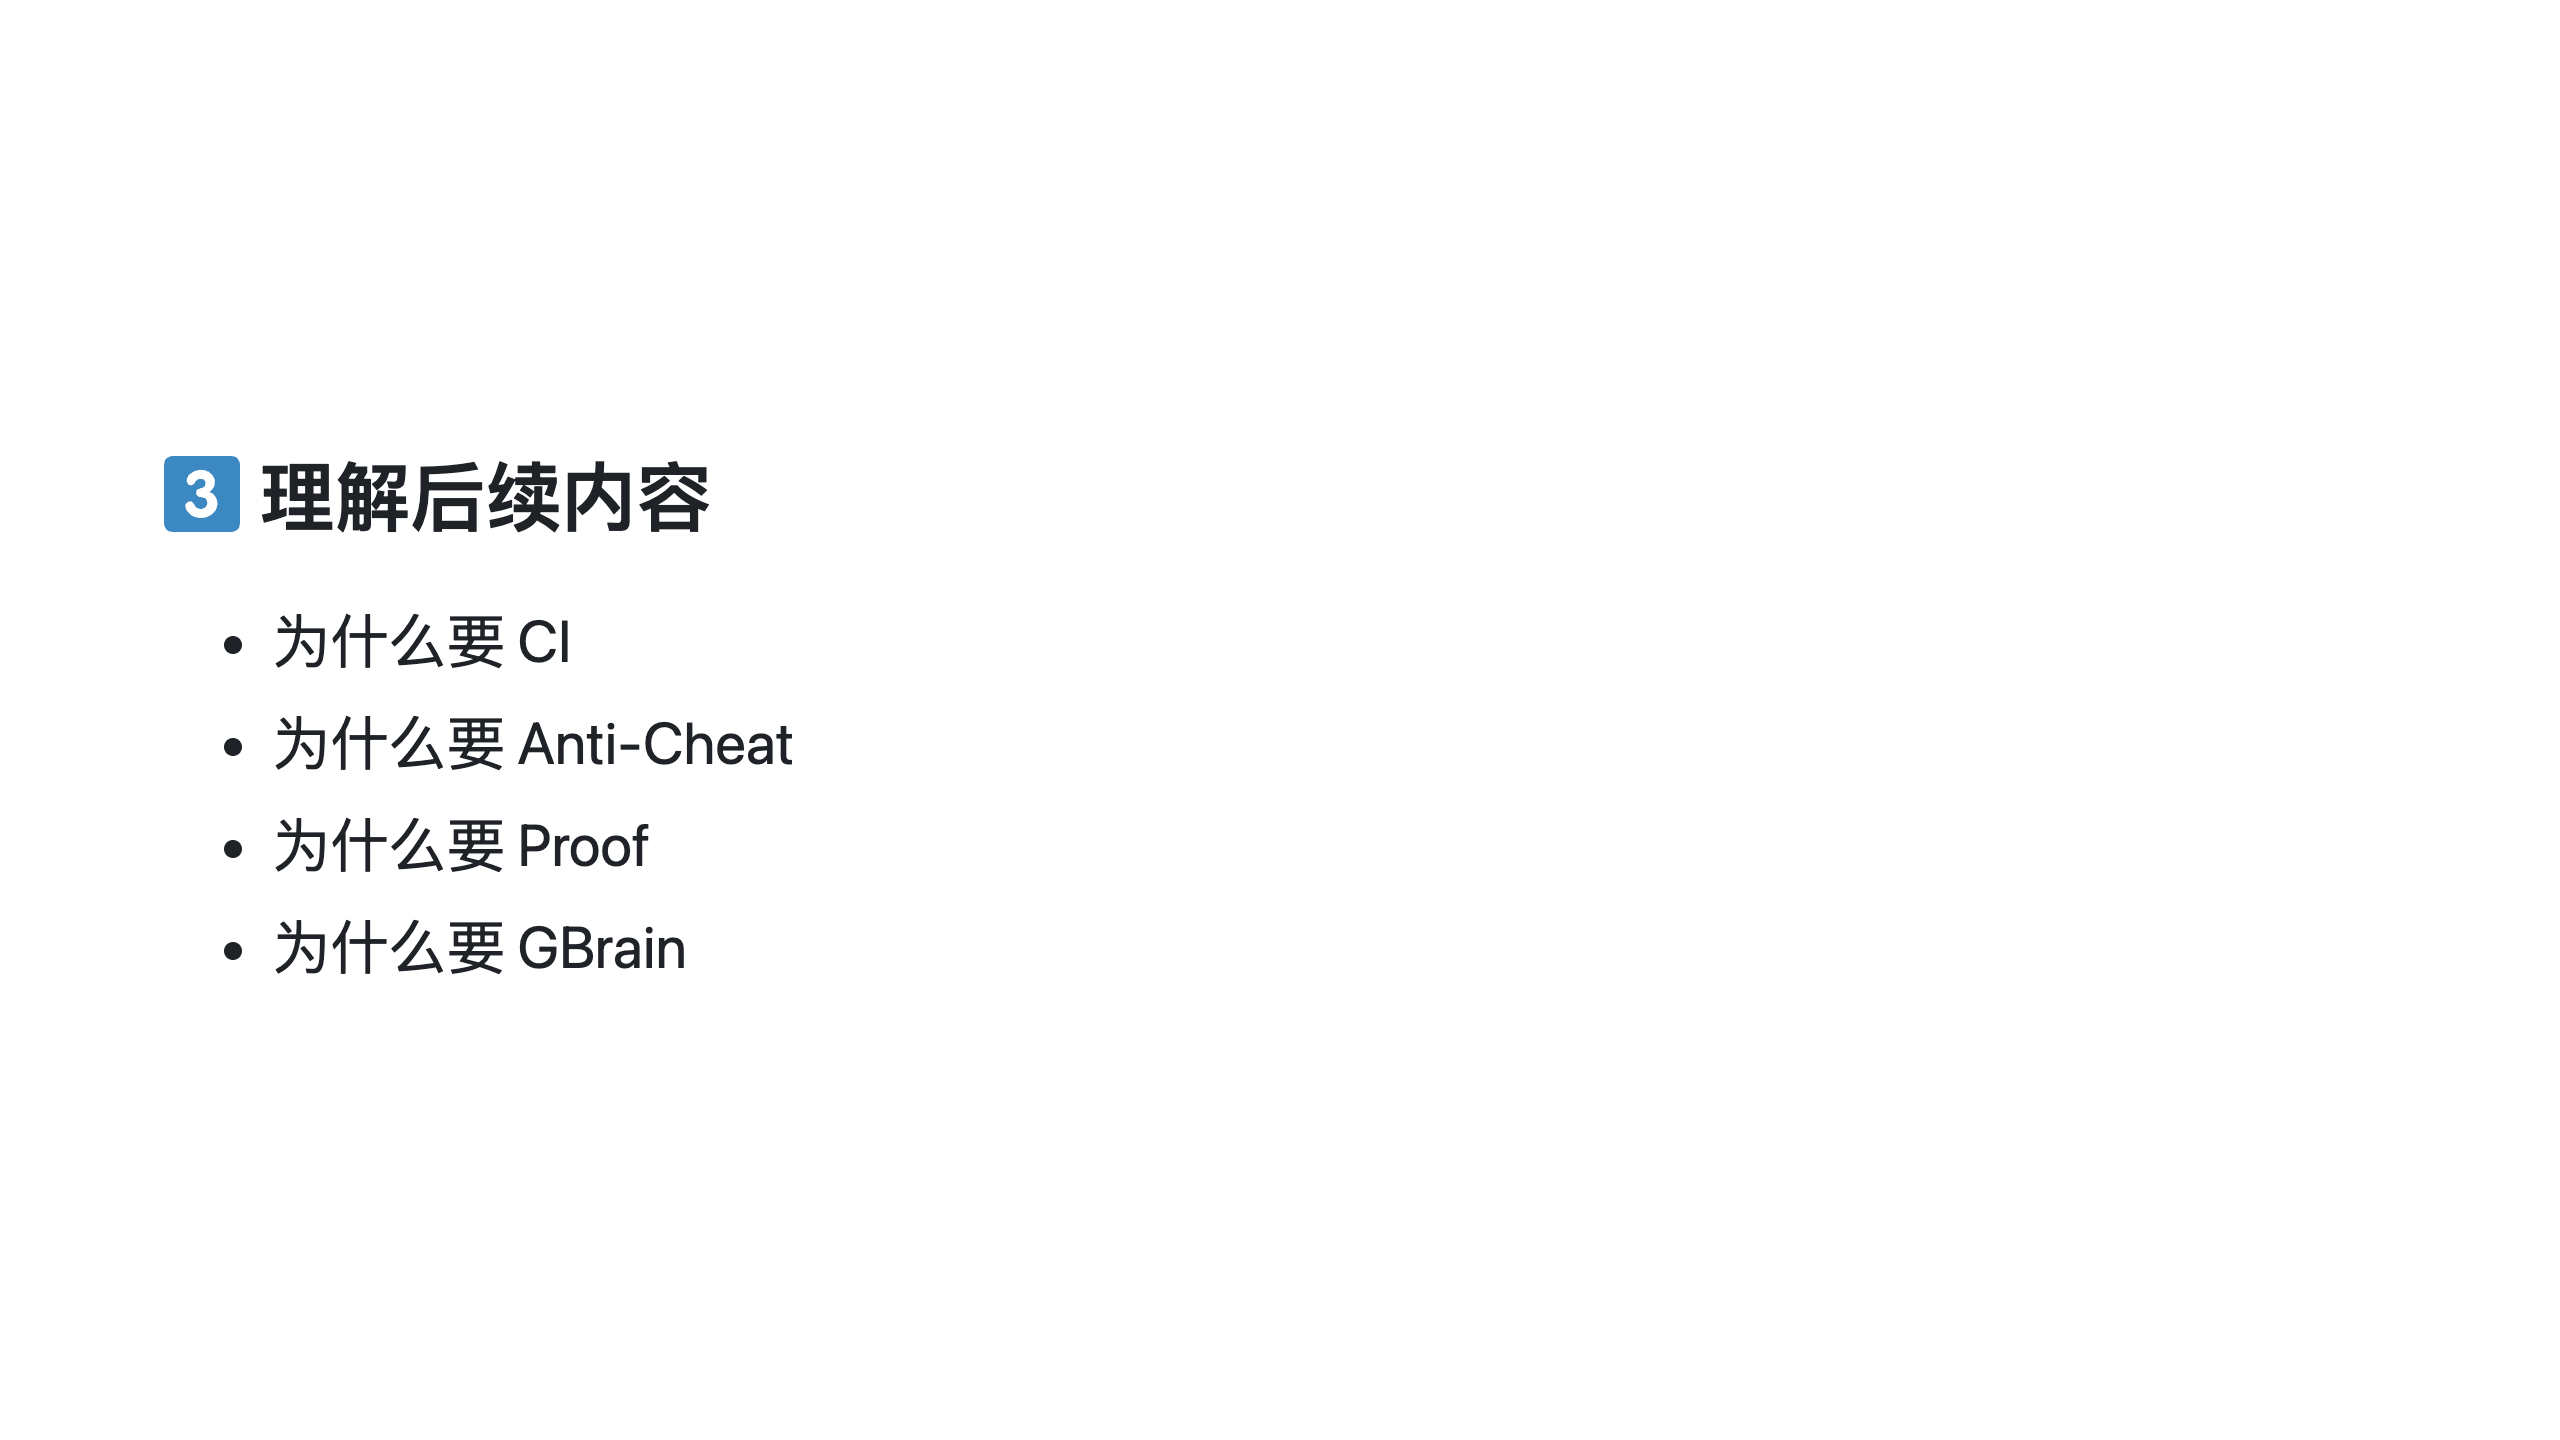 3️⃣ 理解后续内容
• 为什么要 CI
• 为什么要 Anti-Cheat
• 为什么要 Proof
• 为什么要 GBrain